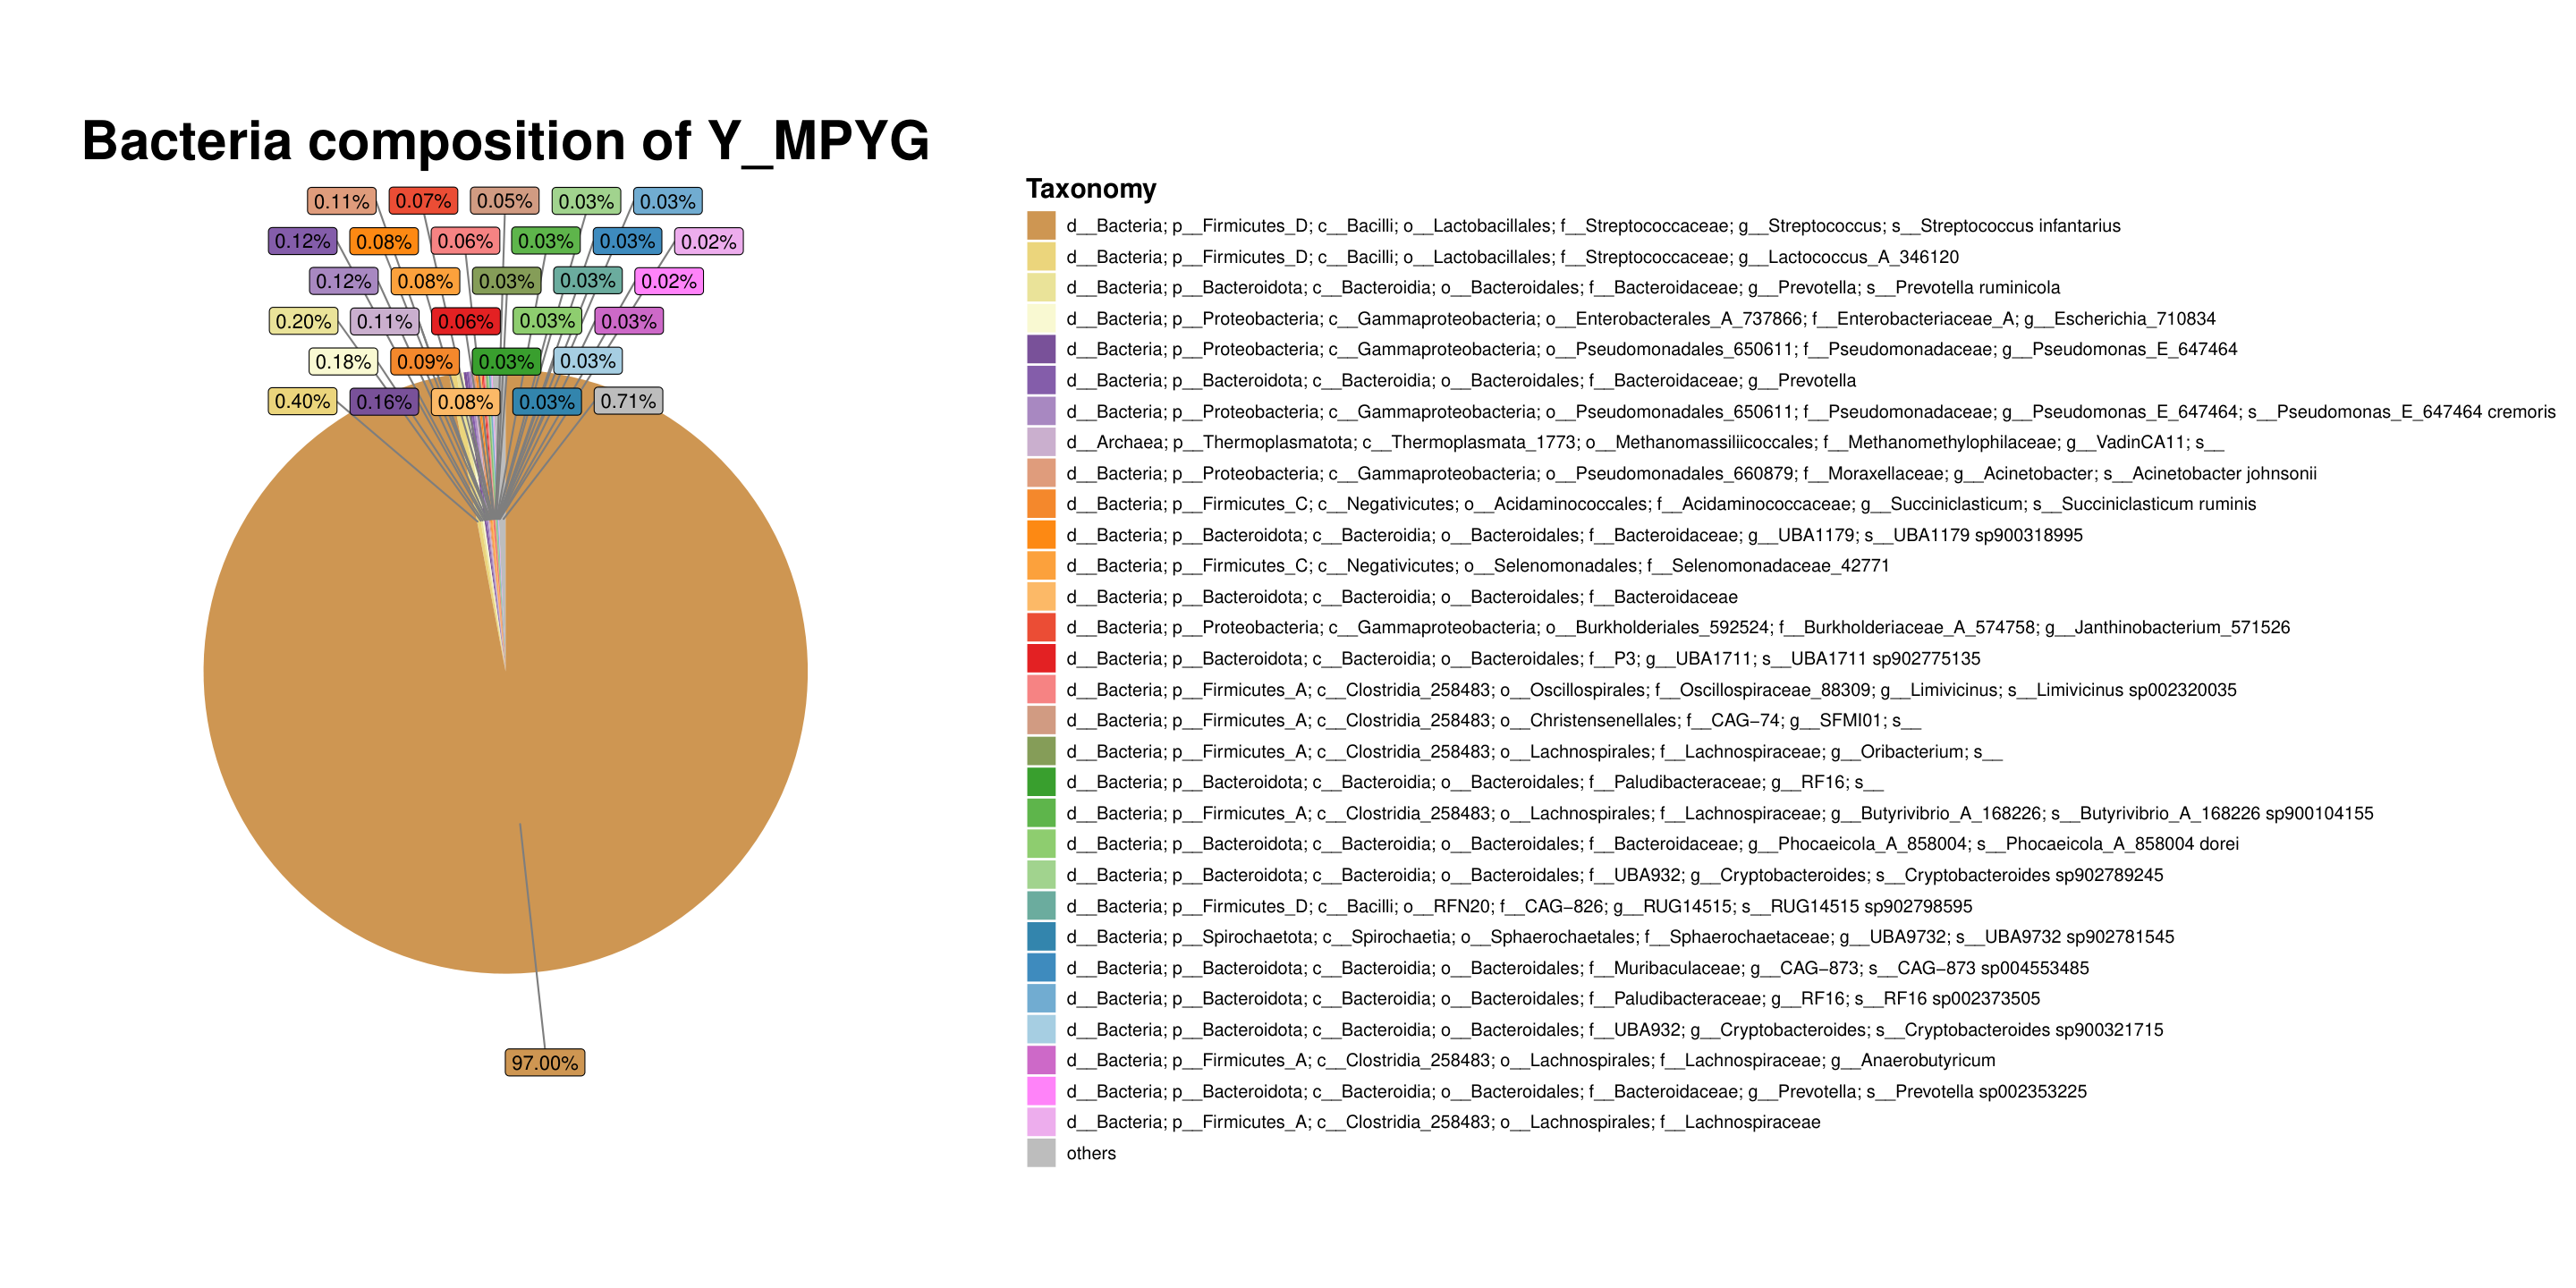 Bacteria composition of Y_MPYG
0.11% 0.07% 0.05% 0.03% 0.03%
0.12% 0.08% 0.06% 0.03% 0.03% 0.02%
0.12% 0.08% 0.03% 0.03% 0.02%
0.20% 0.11% 0.06% 0.03% 0.03%
0.18% 0.09% 0.03% 0.03%
0.40% 0.16% 0.08% 0.03% 0.71%
97.00%
Taxonomy
d__Bacteria; p__Firmicutes_D; c__Bacilli; o__Lactobacillales; f__Streptococcaceae; g__Streptococcus; s__Streptococcus infantarius
d__Bacteria; p__Firmicutes_D; c__Bacilli; o__Lactobacillales; f__Streptococcaceae; g__Lactococcus_A_346120
d__Bacteria; p__Bacteroidota; c__Bacteroidia; o__Bacteroidales; f__Bacteroidaceae; g__Prevotella; s__Prevotella ruminicola
d__Bacteria; p__Proteobacteria; c__Gammaproteobacteria; o__Enterobacterales_A_737866; f__Enterobacteriaceae_A; g__Escherichia_710834
d__Bacteria; p__Proteobacteria; c__Gammaproteobacteria; o__Pseudomonadales_650611; f__Pseudomonadaceae; g__Pseudomonas_E_647464
d__Bacteria; p__Bacteroidota; c__Bacteroidia; o__Bacteroidales; f__Bacteroidaceae; g__Prevotella
d__Bacteria; p__Proteobacteria; c__Gammaproteobacteria; o__Pseudomonadales_650611; f__Pseudomonadaceae; g__Pseudomonas_E_647464; s__Pseudomonas_E_647464 cremoris
d__Archaea; p__Thermoplasmatota; c__Thermoplasmata_1773; o__Methanomassiliicoccales; f__Methanomethylophilaceae; g__VadinCA11; s__
d__Bacteria; p__Proteobacteria; c__Gammaproteobacteria; o__Pseudomonadales_660879; f__Moraxellaceae; g__Acinetobacter; s__Acinetobacter johnsonii
d__Bacteria; p__Firmicutes_C; c__Negativicutes; o__Acidaminococcales; f__Acidaminococcaceae; g__Succiniclasticum; s__Succiniclasticum ruminis
d__Bacteria; p__Bacteroidota; c__Bacteroidia; o__Bacteroidales; f__Bacteroidaceae; g__UBA1179; s__UBA1179 sp900318995
d__Bacteria; p__Firmicutes_C; c__Negativicutes; o__Selenomonadales; f__Selenomonadaceae_42771
d__Bacteria; p__Bacteroidota; c__Bacteroidia; o__Bacteroidales; f__Bacteroidaceae
d__Bacteria; p__Proteobacteria; c__Gammaproteobacteria; o__Burkholderiales_592524; f__Burkholderiaceae_A_574758; g__Janthinobacterium_571526
d__Bacteria; p__Bacteroidota; c__Bacteroidia; o__Bacteroidales; f__P3; g__UBA1711; s__UBA1711 sp902775135
d__Bacteria; p__Firmicutes_A; c__Clostridia_258483; o__Oscillospirales; f__Oscillospiraceae_88309; g__Limivicinus; s__Limivicinus sp002320035
d__Bacteria; p__Firmicutes_A; c__Clostridia_258483; o__Christensenellales; f__CAG−74; g__SFMI01; s__
d__Bacteria; p__Firmicutes_A; c__Clostridia_258483; o__Lachnospirales; f__Lachnospiraceae; g__Oribacterium; s__
d__Bacteria; p__Bacteroidota; c__Bacteroidia; o__Bacteroidales; f__Paludibacteraceae; g__RF16; s__
d__Bacteria; p__Firmicutes_A; c__Clostridia_258483; o__Lachnospirales; f__Lachnospiraceae; g__Butyrivibrio_A_168226; s__Butyrivibrio_A_168226 sp900104155
d__Bacteria; p__Bacteroidota; c__Bacteroidia; o__Bacteroidales; f__Bacteroidaceae; g__Phocaeicola_A_858004; s__Phocaeicola_A_858004 dorei
d__Bacteria; p__Bacteroidota; c__Bacteroidia; o__Bacteroidales; f__UBA932; g__Cryptobacteroides; s__Cryptobacteroides sp902789245
d__Bacteria; p__Firmicutes_D; c__Bacilli; o__RFN20; f__CAG−826; g__RUG14515; s__RUG14515 sp902798595
d__Bacteria; p__Spirochaetota; c__Spirochaetia; o__Sphaerochaetales; f__Sphaerochaetaceae; g__UBA9732; s__UBA9732 sp902781545
d__Bacteria; p__Bacteroidota; c__Bacteroidia; o__Bacteroidales; f__Muribaculaceae; g__CAG−873; s__CAG−873 sp004553485
d__Bacteria; p__Bacteroidota; c__Bacteroidia; o__Bacteroidales; f__Paludibacteraceae; g__RF16; s__RF16 sp002373505
d__Bacteria; p__Bacteroidota; c__Bacteroidia; o__Bacteroidales; f__UBA932; g__Cryptobacteroides; s__Cryptobacteroides sp900321715
d__Bacteria; p__Firmicutes_A; c__Clostridia_258483; o__Lachnospirales; f__Lachnospiraceae; g__Anaerobutyricum
d__Bacteria; p__Bacteroidota; c__Bacteroidia; o__Bacteroidales; f__Bacteroidaceae; g__Prevotella; s__Prevotella sp002353225
d__Bacteria; p__Firmicutes_A; c__Clostridia_258483; o__Lachnospirales; f__Lachnospiraceae
others